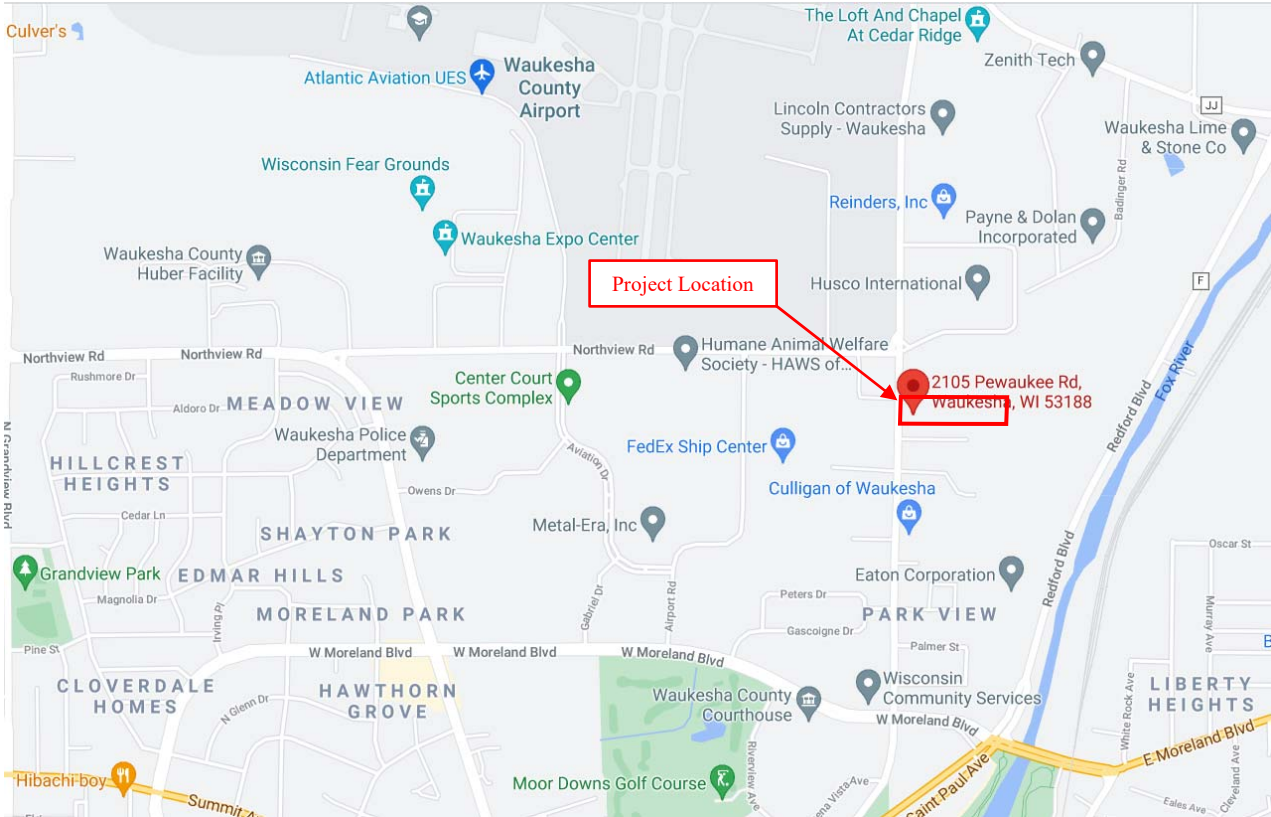 Culver's
The Loft And Chapel
At Cedar Ridge
Zenith Tech
Atlantic Aviation UES
Waukesha
County
Airport
Lincoln Contractors
Supply - Waukesha
JJ
Waukesha Lime
& Stone Co
Wisconsin Fear Grounds
Badinger Rd
Reinders, Inc
Payne & Dolan
Incorporated
Waukesha Expo Center
Waukesha County
Huber Facility
Project Location
Husco International
F
Fox River
Northview Rd
Northview Rd
Northview Rd
Humane Animal Welfare
Society - HAWS of...
Rushmore Dr
Center Court
Sports Complex
2105 Pewaukee Rd,
Waukesha, WI 53188
Aldoro Dr
MEADOW VIEW
N Grandview Blvd
Waukesha Police
Department
FedEx Ship Center
Redford Blvd
HILLCREST
HEIGHTS
Aviation Dr
Owens Dr
Culligan of Waukesha
Cedar Ln
SHAYTON PARK
Metal-Era, Inc
Oscar St
Grandview Park
EDMAR HILLS
Eaton Corporation
Redford Blvd
Magnolia Dr
Irving Pl
MORELAND PARK
Gabriel Dr
Airport Rd
Peters Dr
PARK VIEW
Murray Ave
Gascoigne Dr
Pine St
W Moreland Blvd
W Moreland Blvd
W Moreland Blvd
Palmer St
B
CLOVERDALE
HOMES
HAWTHORN
GROVE
N Glenn Dr
Waukesha County
Courthouse
Wisconsin
Community Services
W Moreland Blvd
LIBERTY
HEIGHTS
White Rock Ave
E Moreland Blvd
Hibachi boy
Moor Downs Golf Course
Riverview Ave
ena Vista Ave
Saint Paul Ave
Cleveland Ave
Eales Ave
Summit A